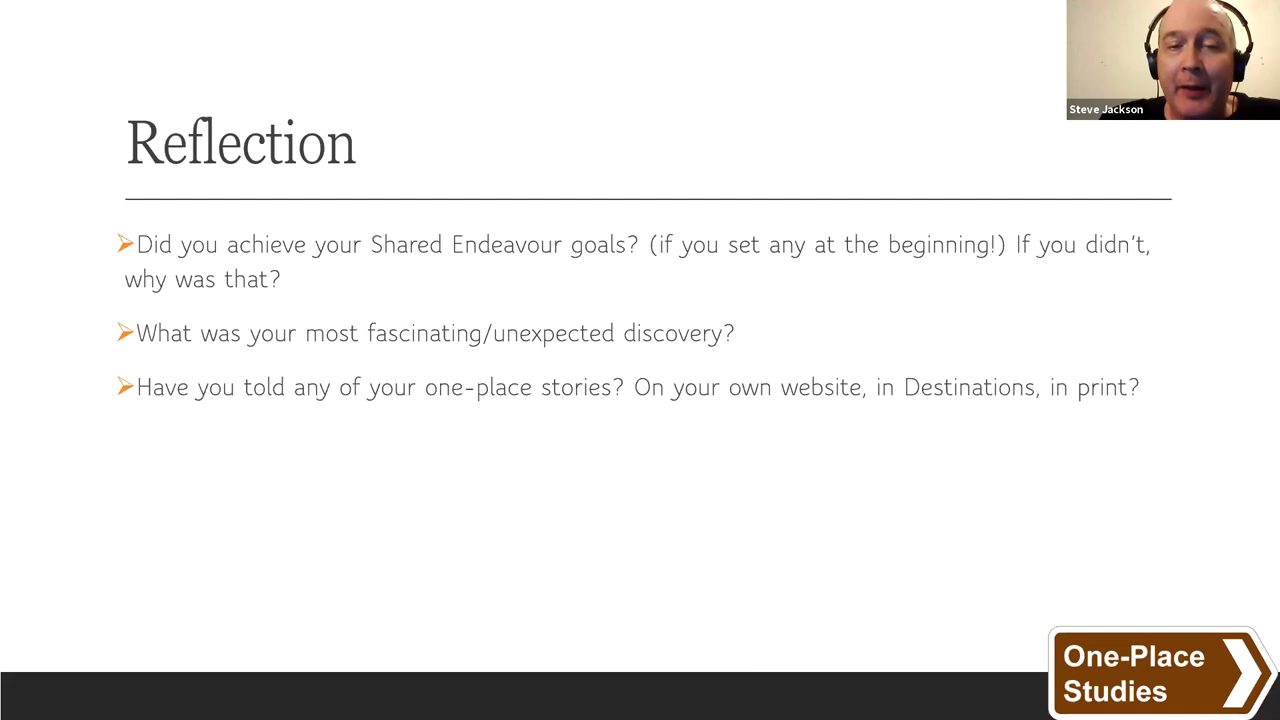 Steve Jackson
Reflection
Did you achieve your Shared Endeavour goals? (if you set any at the beginning!) If you didn't,
why was that?
What was your most fascinating/unexpected discovery?
Have you told any of your one-place stories? On your own website, in Destinations, in print?
One-Place
Studies